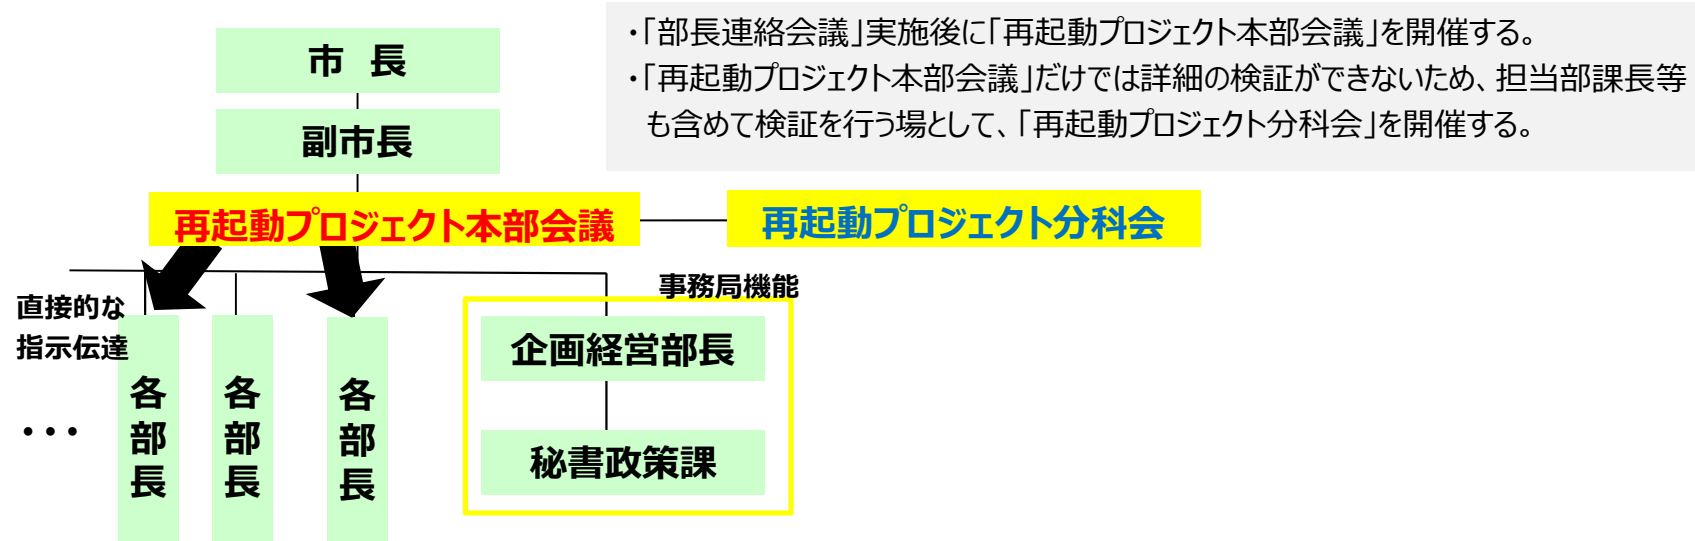 ・「部長連絡会議」実施後に「再起動プロジェクト本部会議」を開催する。
・「再起動プロジェクト本部会議」だけでは詳細の検証ができないため、担当部課長等
も含めて検証を行う場として、「再起動プロジェクト分科会」を開催する。
市　長
副市長
再起動プロジェクト本部会議
再起動プロジェクト分科会
事務局機能
直接的な
指示伝達
企画経営部長
秘書政策課
各部長
各部長
各部長
・・・